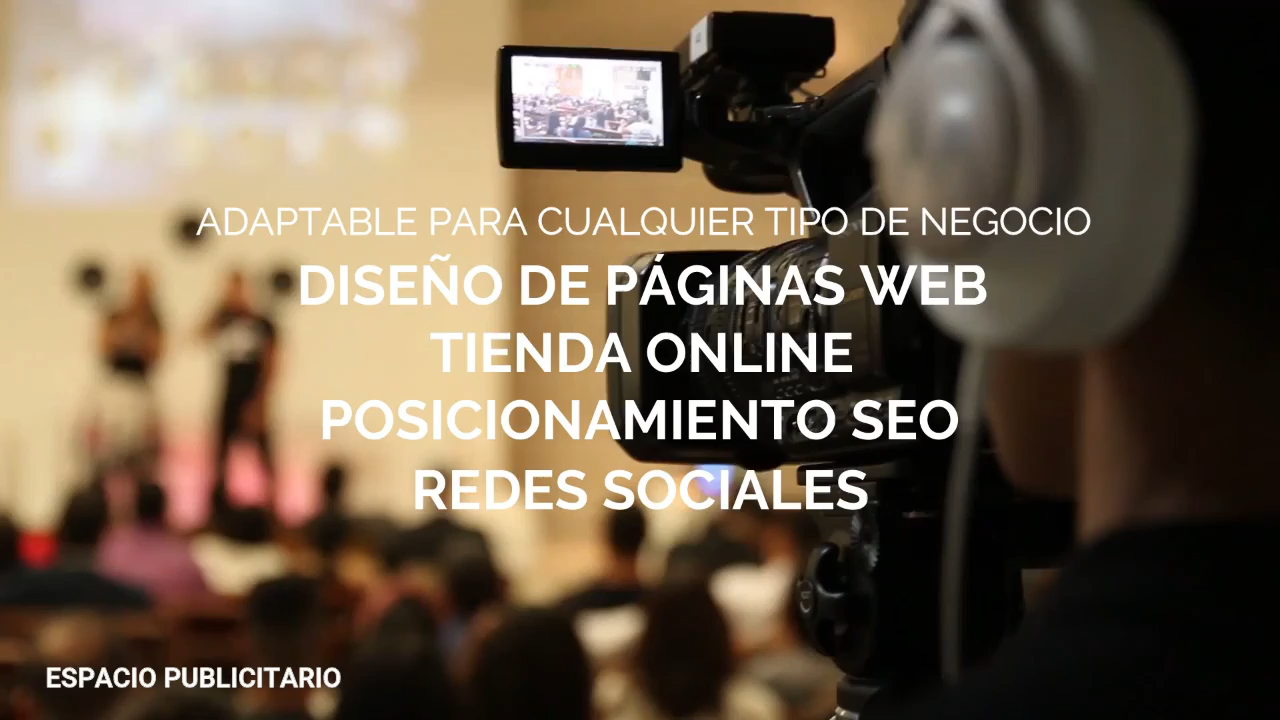 ADAPTABLE PARA CUALQUIER TIPO DE NEGOCIO
DISEÑO DE PÁGINAS WEB
TIENDA ONLINE
POSICIONAMIENTO SEO
REDES SOCIALES
ESPACIO PUBLICITARIO